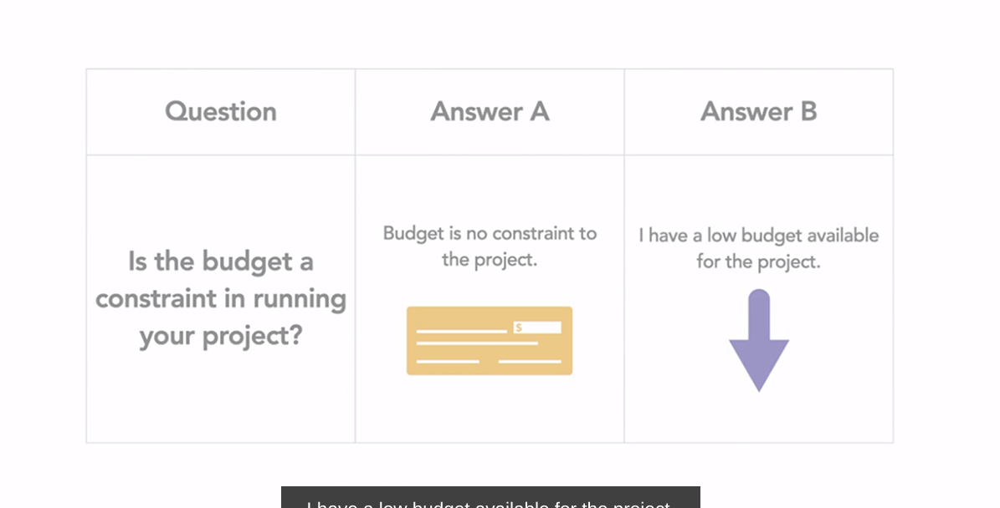 Question
Answer A
Answer B
Is the budget a
constraint in running
your project?
Budget is no constraint to
the project.
$
I have a low budget available
for the project.
I have a low budget available for the project